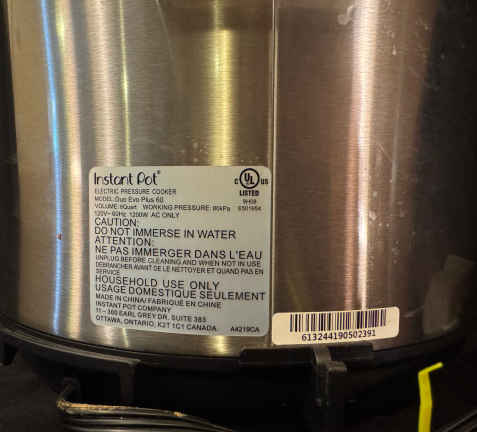 Instant Pot®
ELECTRIC PRESSURE COOKER
MODEL: Duo Evo Plus 60
VOLUME: 6Quart WORKING PRESSURE: 80kPa
120V~ 60Hz 1200W AC ONLY
CAUTION:
DO NOT IMMERSE IN WATER
ATTENTION:
NE PAS IMMERGER DANS L'EAU
UNPLUG BEFORE CLEANING AND WHEN NOT IN USE
DÉBRANCHER AVANT DE LE NETTOYER ET QUAND PAS EN
SERVICE
HOUSEHOLD USE ONLY
USAGE DOMESTIQUE SEULEMENT
MADE IN CHINA/ FABRIQUÉ EN CHINE
INSTANT POT COMPANY
11 – 300 EARL GREY DR. SUITE 383
OTTAWA, ONTARIO, K2T 1C1 CANADA
A4219CA
C UL US
LISTED
E501954
613244190502391